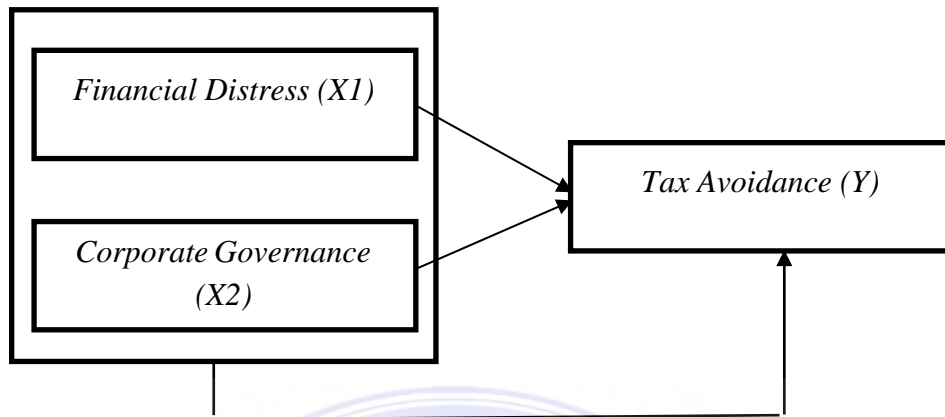 Financial Distress (X1)
Tax Avoidance (Y)
Corporate Governance
(X2)